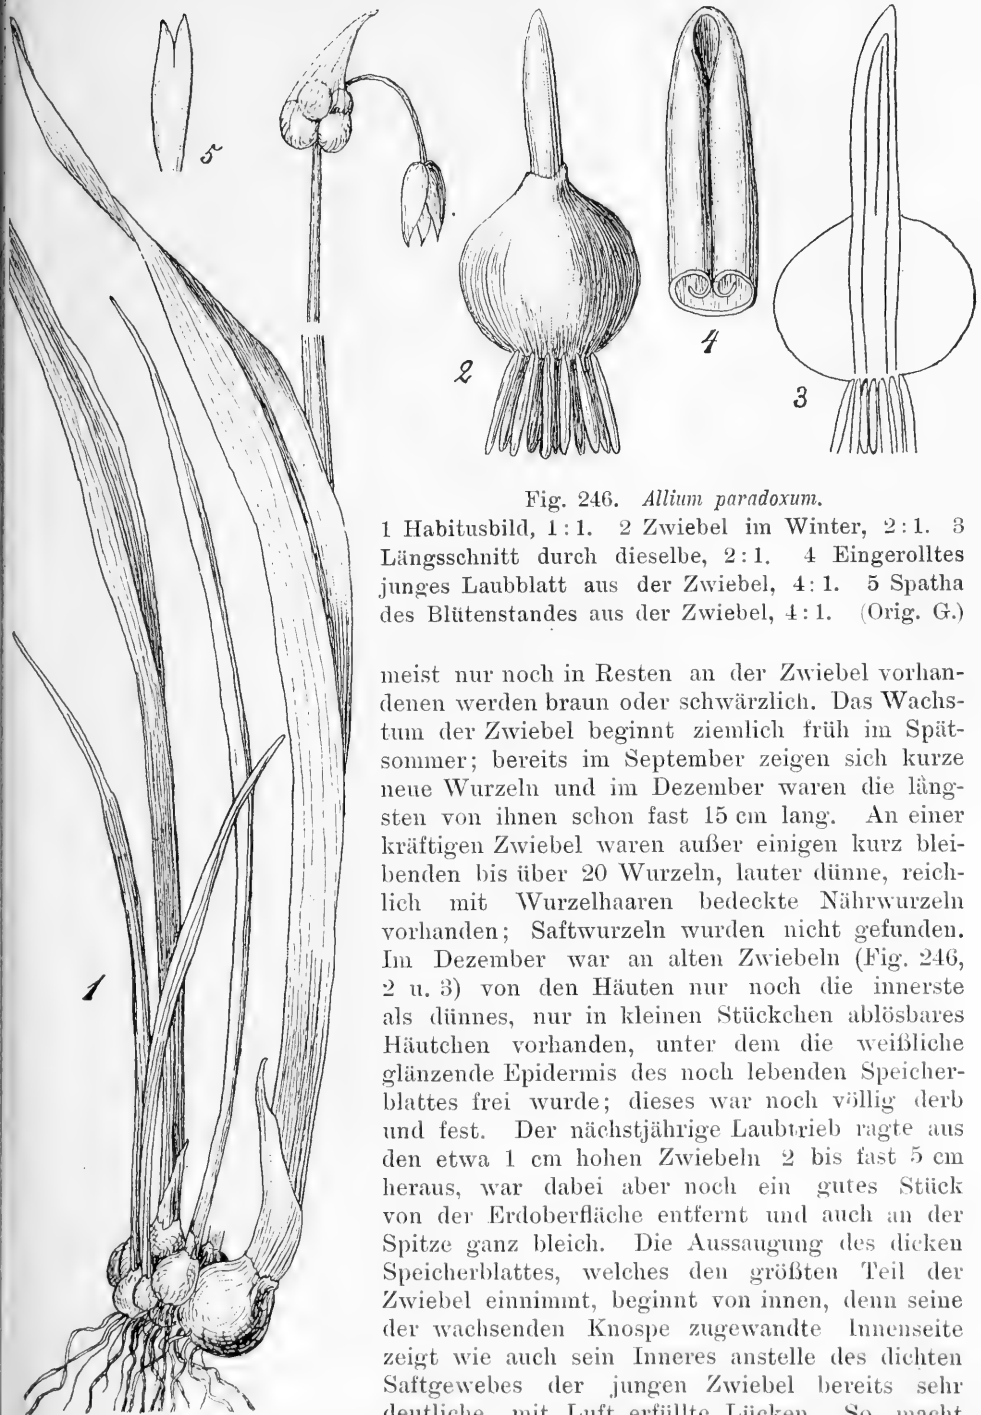 5
2
4
3
1
Fig. 246. Allium paradoxum.
1 Habitusbild, 1 : 1. 2 Zwiebel im Winter, 2 : 1. 3
Längsschnitt durch dieselbe, 2 : 1. 4 Eingerolltes
junges Laubblatt aus der Zwiebel, 4 : 1. 5 Spatha
des Blütenstandes aus der Zwiebel, 4 : 1. (Orig. G.)
meist nur noch in Resten an der Zwiebel vorhan-
denen werden braun oder schwärzlich. Das Wachs-
tum der Zwiebel beginnt ziemlich früh im Spät-
sommer; bereits im September zeigen sich kurze
neue Wurzeln und im Dezember waren die läng-
sten von ihnen schon fast 15 cm lang. An einer
kräftigen Zwiebel waren außer einigen kurz blei-
benden bis über 20 Wurzeln, lauter dünne, reich-
lich mit Wurzelhaaren bedeckte Nährwurzeln
vorhanden; Saftwurzeln wurden nicht gefunden.
Im Dezember war an alten Zwiebeln (Fig. 246,
2 u. 3) von den Häuten nur noch die innerste
als dünnes, nur in kleinen Stückchen ablösbares
Häutchen vorhanden, unter dem die weißliche
glänzende Epidermis des noch lebenden Speicher-
blattes frei wurde; dieses war noch völlig derb
und fest. Der nächstjährige Laubtrieb ragte aus
den etwa 1 cm hohen Zwiebeln 2 bis fast 5 cm
heraus, war dabei aber noch ein gutes Stück
von der Erdoberfläche entfernt und auch an der
Spitze ganz bleich. Die Aussaugung des dicken
Speicherblattes, welches den größten Teil der
Zwiebel einnimmt, beginnt von innen, denn seine
der wachsenden Knospe zugewandte Innenseite
zeigt wie auch sein Inneres anstelle des dichten
Saftgewebes der jungen Zwiebel bereits sehr
deutliche, mit Luft erfüllte Lücken. So macht